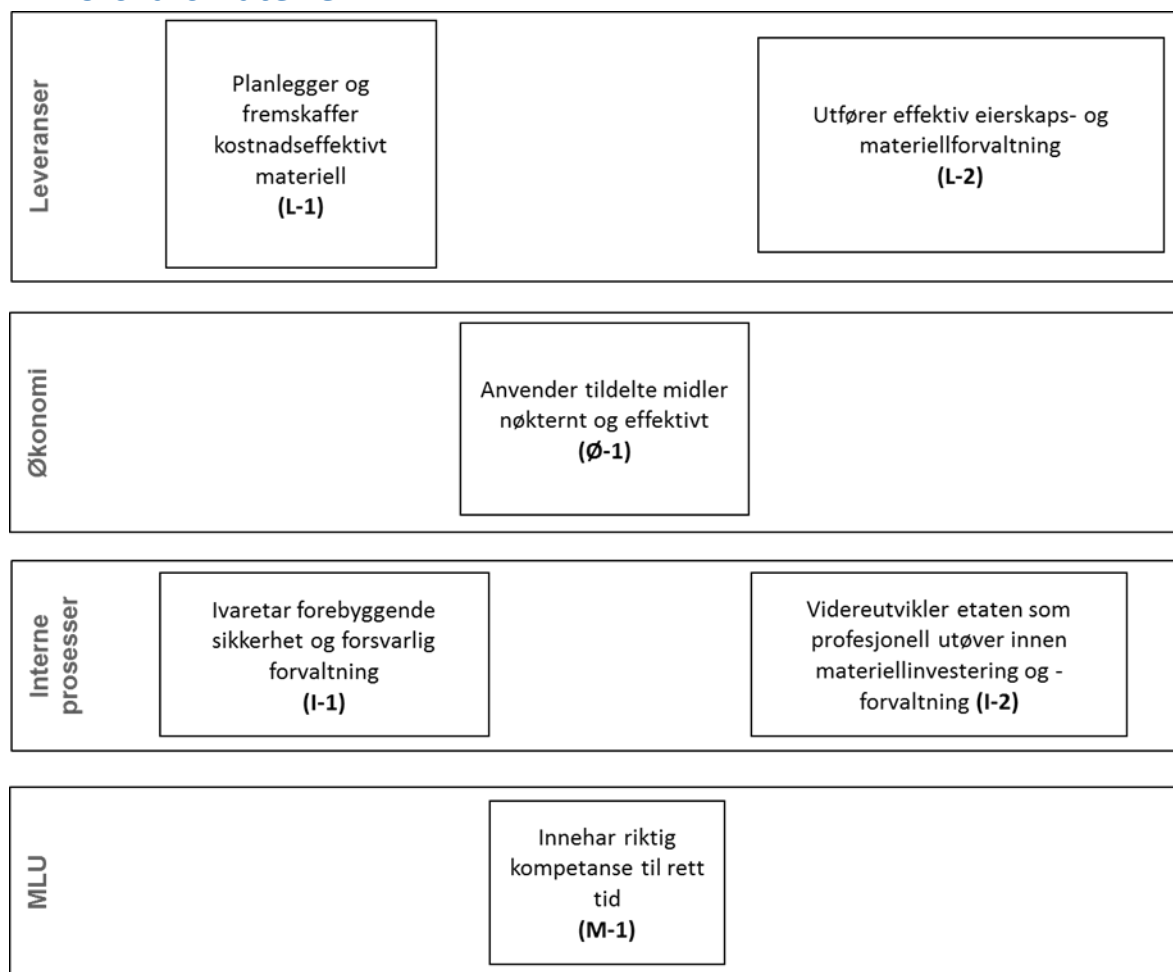 Leveranser
Planlegger og
fremskaffer
kostnadseffektivt
materiell
(L-1)
Utfører effektiv eierskaps- og
materiellforvaltning
(L-2)
Økonomi
Anvender tildelte midler
nøkternt og effektivt
(Ø-1)
Interne
prosesser
Ivaretar forebyggende
sikkerhet og forsvarlig
forvaltning
(I-1)
Videreutvikler etaten som
profesjonell utøver innen
materiellinvestering og -
forvaltning (I-2)
MLU
Innehar riktig
kompetanse til rett
tid
(M-1)